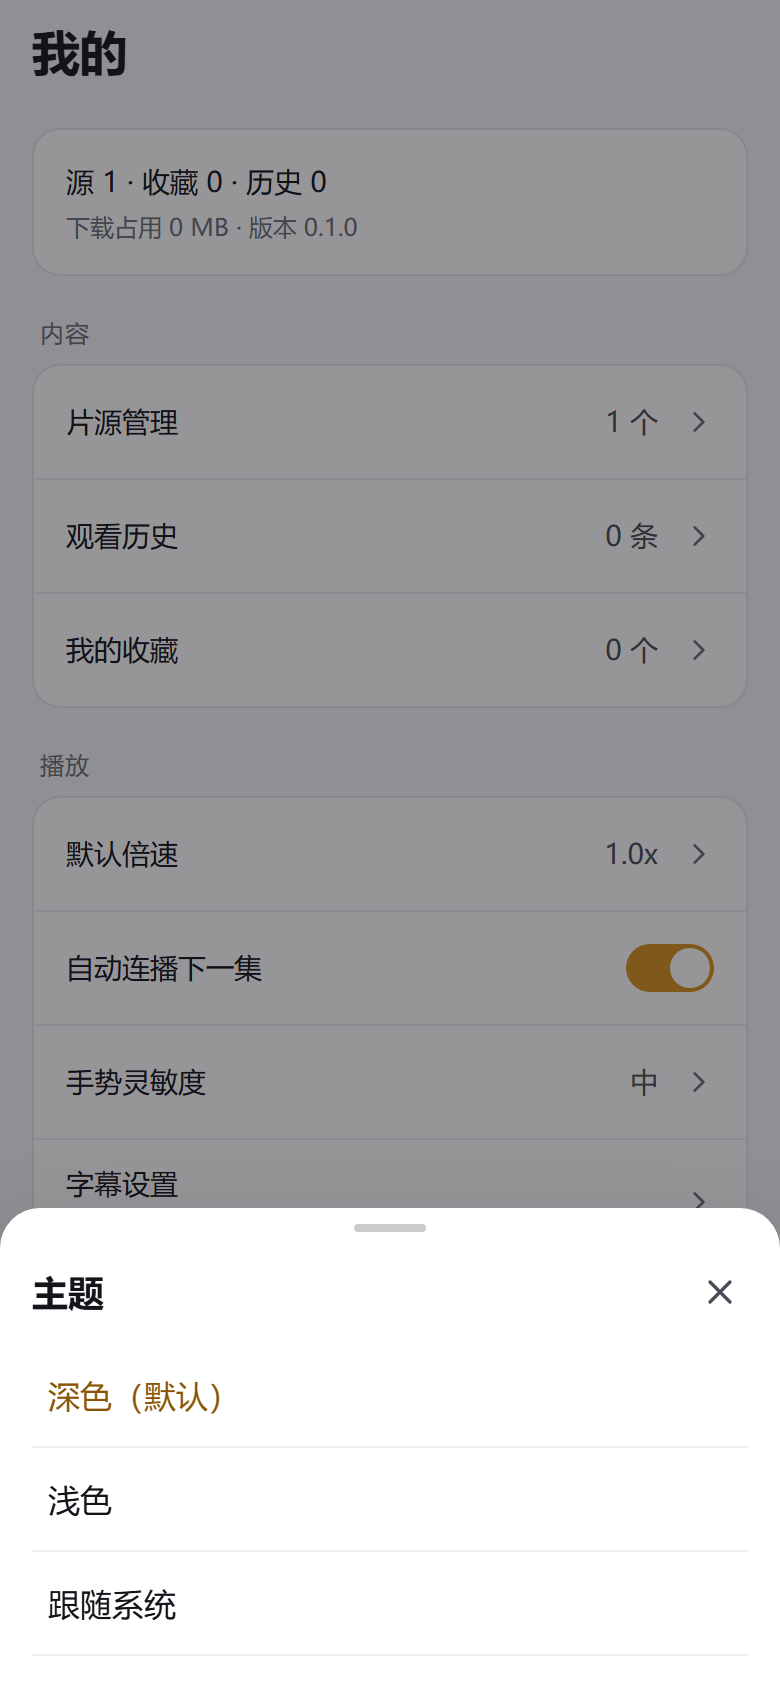 我的
源 1 · 收藏 0 · 历史 0
下载占用 0 MB · 版本 0.1.0
内容
片源管理 1 个
观看历史 0 条
我的收藏 0 个
播放
默认倍速 1.0x
自动连播下一集
手势灵敏度 中
字幕设置
主题
深色（默认）
浅色
跟随系统